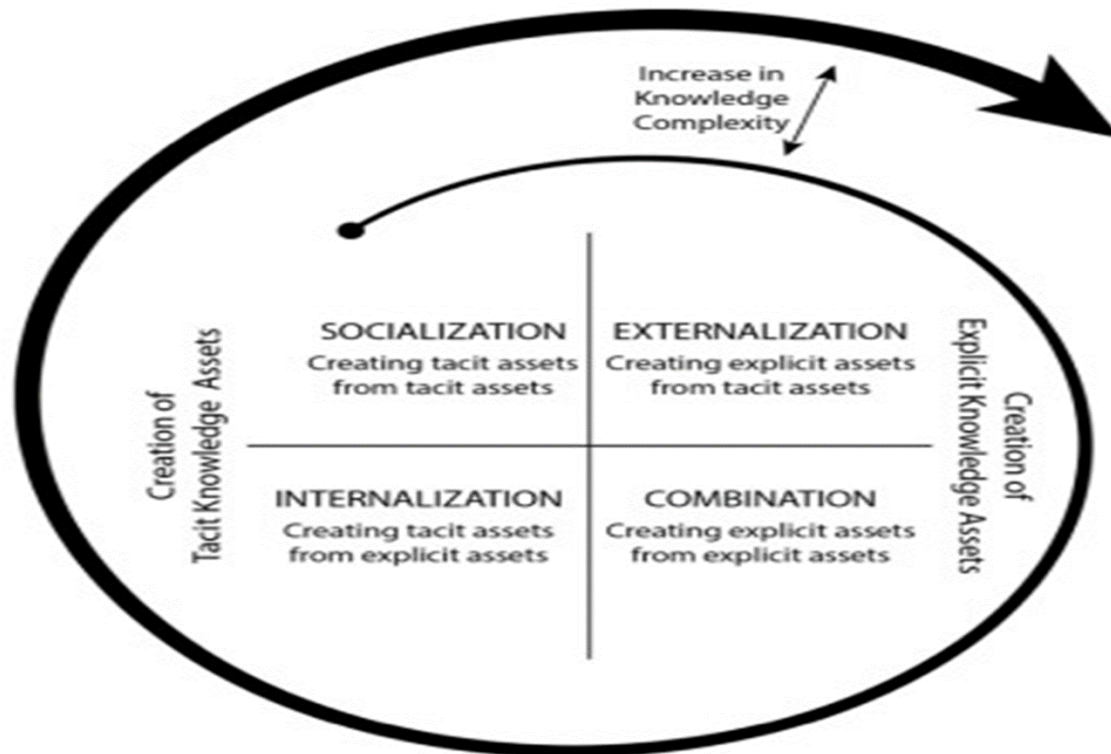 Increase in
Knowledge
Complexity
SOCIALIZATION
Creating tacit assets
from tacit assets
EXTERNALIZATION
Creating explicit assets
from tacit assets
Creation of
Tacit Knowledge Assets
Creation of
Explicit Knowledge Assets
INTERNALIZATION
Creating tacit assets
from explicit assets
COMBINATION
Creating explicit assets
from explicit assets